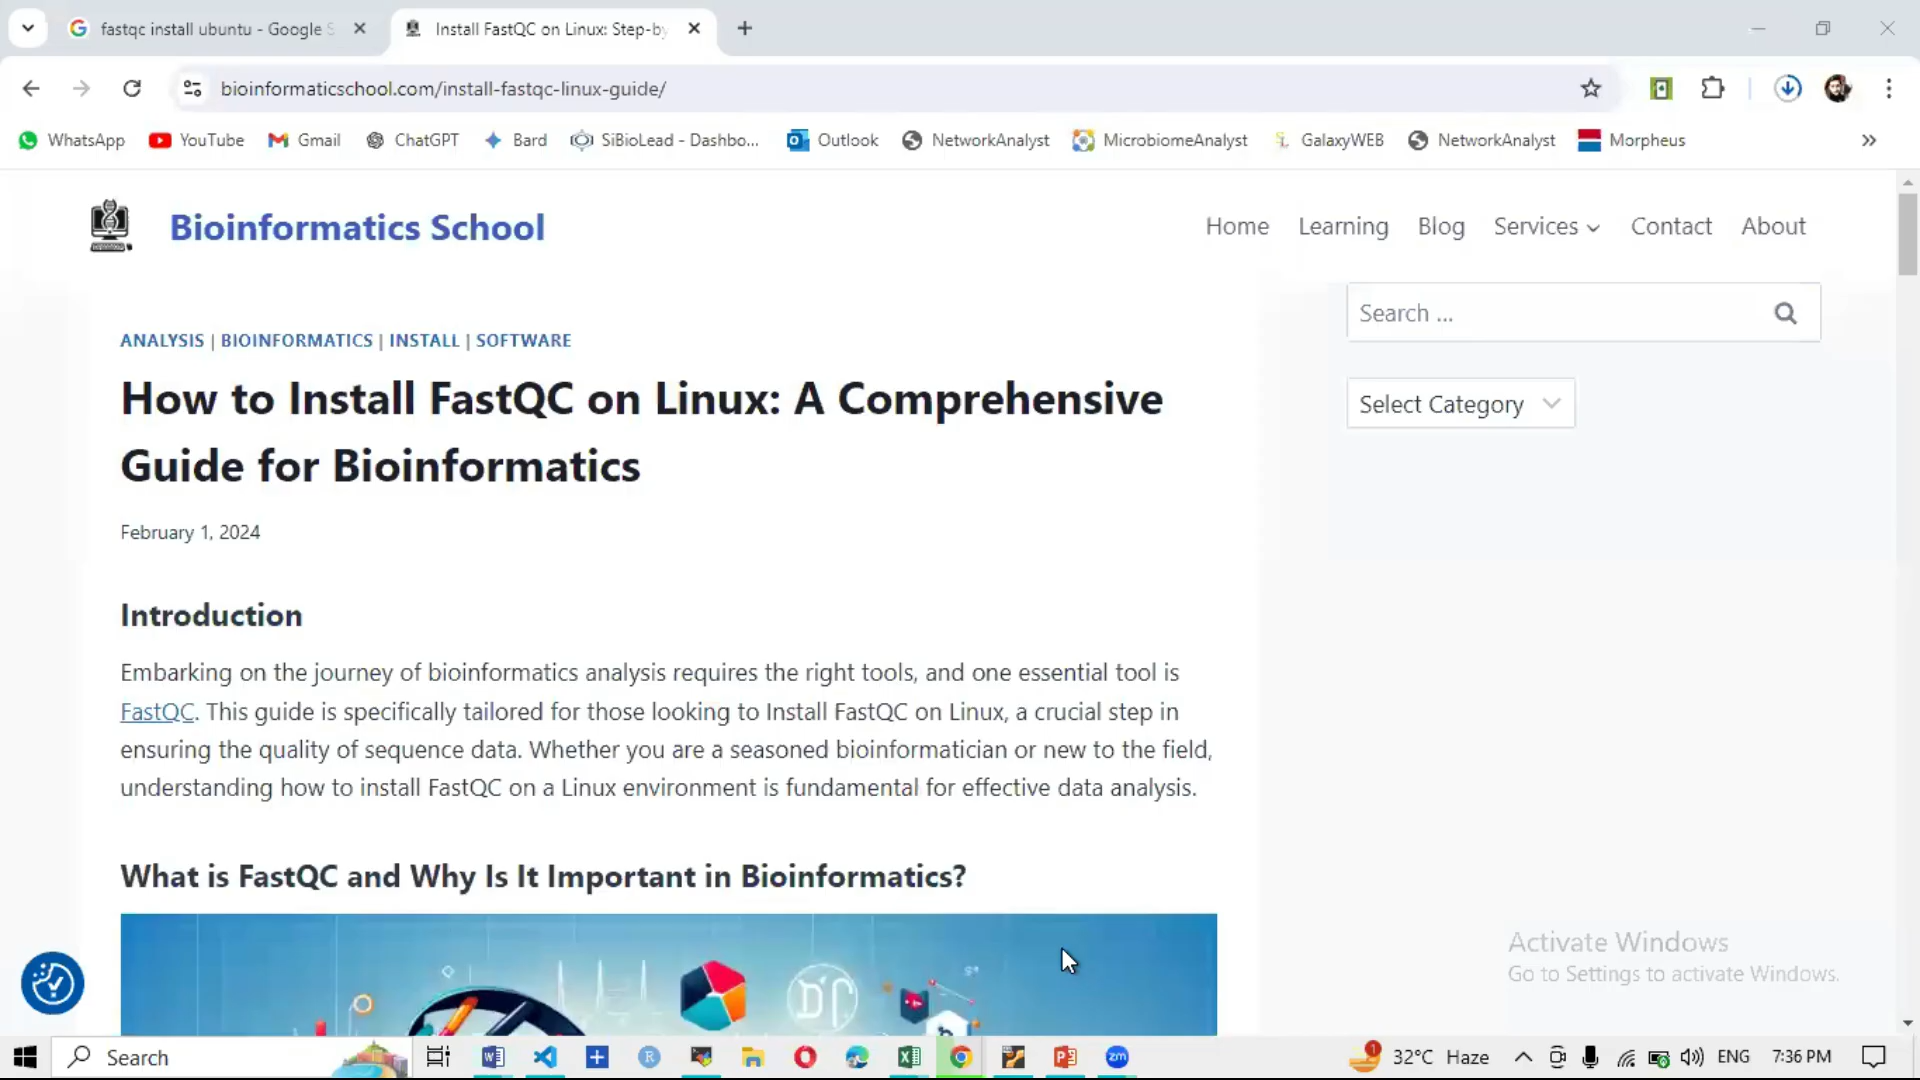 fastqc install ubuntu - Google S
Install FastQC on Linux: Step-by
bioinformaticschool.com/install-fastqc-linux-guide/
WhatsApp
YouTube
Gmail
ChatGPT
Bard
SiBioLead - Dashbo...
Outlook
NetworkAnalyst
MicrobiomeAnalyst
GalaxyWEB
NetworkAnalyst
Morpheus
Bioinformatics School
Home
Learning
Blog
Services
Contact
About
Search ...
Select Category
ANALYSIS | BIOINFORMATICS | INSTALL | SOFTWARE
How to Install FastQC on Linux: A Comprehensive
Guide for Bioinformatics
February 1, 2024
Introduction
Embarking on the journey of bioinformatics analysis requires the right tools, and one essential tool is
FastQC. This guide is specifically tailored for those looking to Install FastQC on Linux, a crucial step in
ensuring the quality of sequence data. Whether you are a seasoned bioinformatician or new to the field,
understanding how to install FastQC on a Linux environment is fundamental for effective data analysis.
What is FastQC and Why Is It Important in Bioinformatics?
Activate Windows
Go to Settings to activate Windows.
Search
1
32°C Haze
ENG
7:36 PM